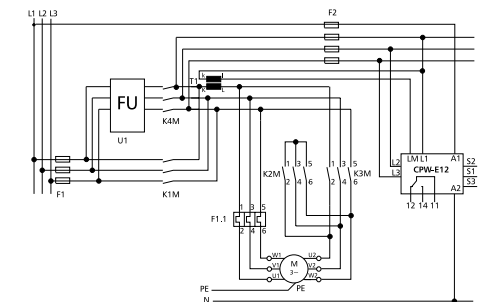 L1 L2 L3
F2
T1 k l
K L
FU
U1
K4M
LM L1 A1
L2 S2
CPW-E12
L3 S1
S3
A2
12 14 11
1 3 5 1 3 5
K2M K3M
2 4 6 2 4 6
F1
K1M
1 3 5
F1.1
2 4 6
W1 U2
V1 M V2
3~
U1 W2
PE PE
N